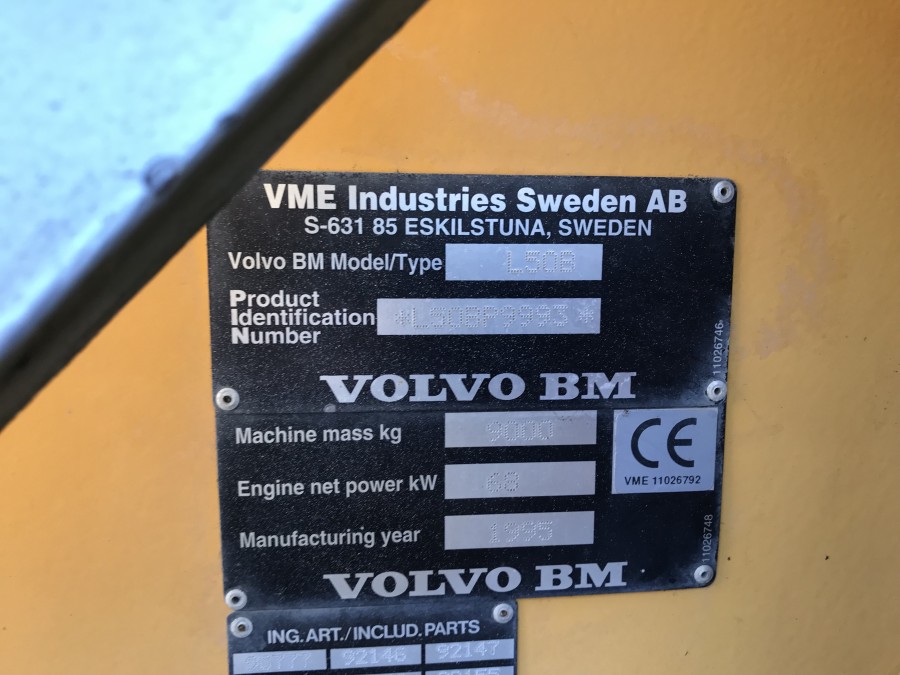 VME Industries Sweden AB
S-631 85 ESKILSTUNA, SWEDEN
Volvo BM Model/Type L50B
Product
Identification
Number
*L50BP9993*
11026746
VOLVO BM
Machine mass kg 9000
CE
VME 11026792
Engine net power kW 68
Manufacturing year 1995
11026748
VOLVO BM
ING.ART./INCLUD.PARTS
92146 92147